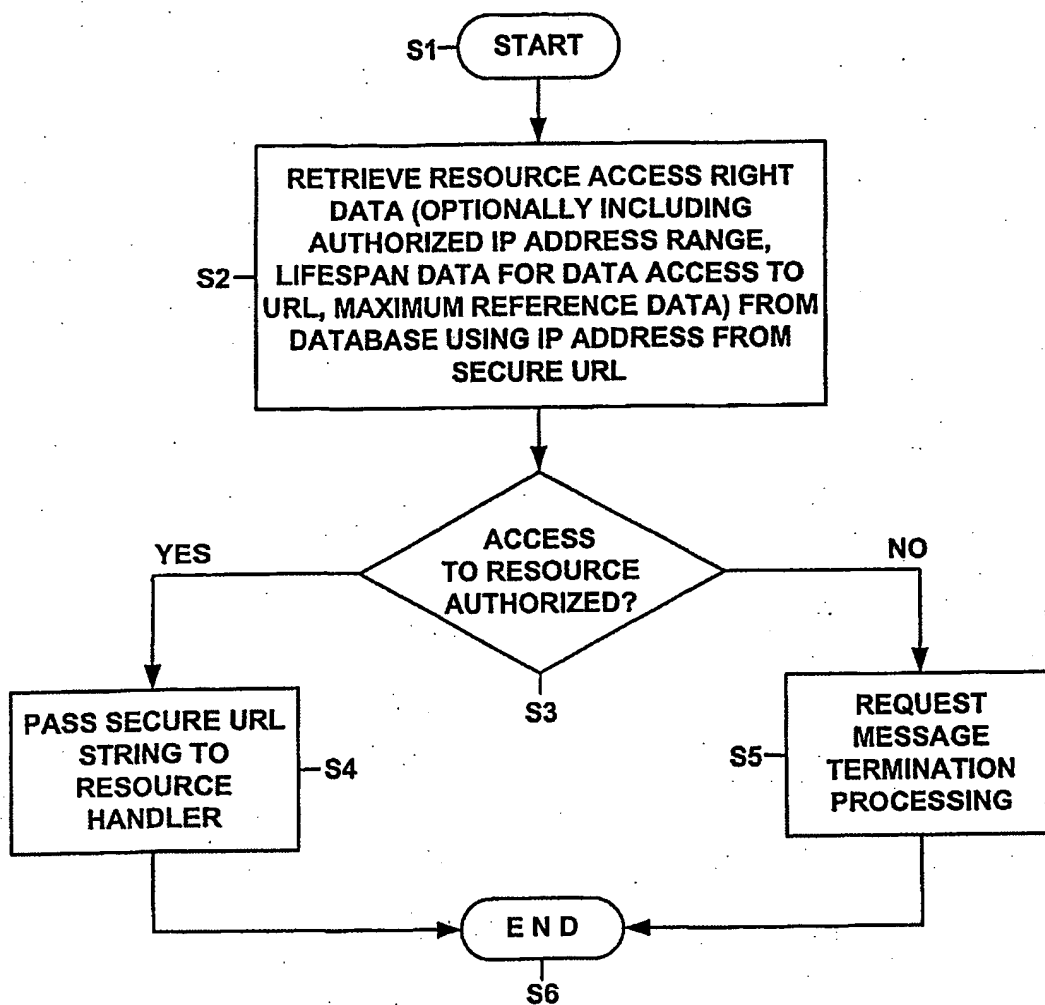 S1
START
RETRIEVE RESOURCE ACCESS RIGHT
DATA (OPTIONALLY INCLUDING
AUTHORIZED IP ADDRESS RANGE,
S2
LIFESPAN DATA FOR DATA ACCESS TO
URL, MAXIMUM REFERENCE DATA) FROM
DATABASE USING IP ADDRESS FROM
SECURE URL
YES
ACCESS
TO RESOURCE
AUTHORIZED?
NO
S3
PASS SECURE URL
STRING TO
RESOURCE
HANDLER
S4
S5
REQUEST
MESSAGE
TERMINATION
PROCESSING
E N D
S6